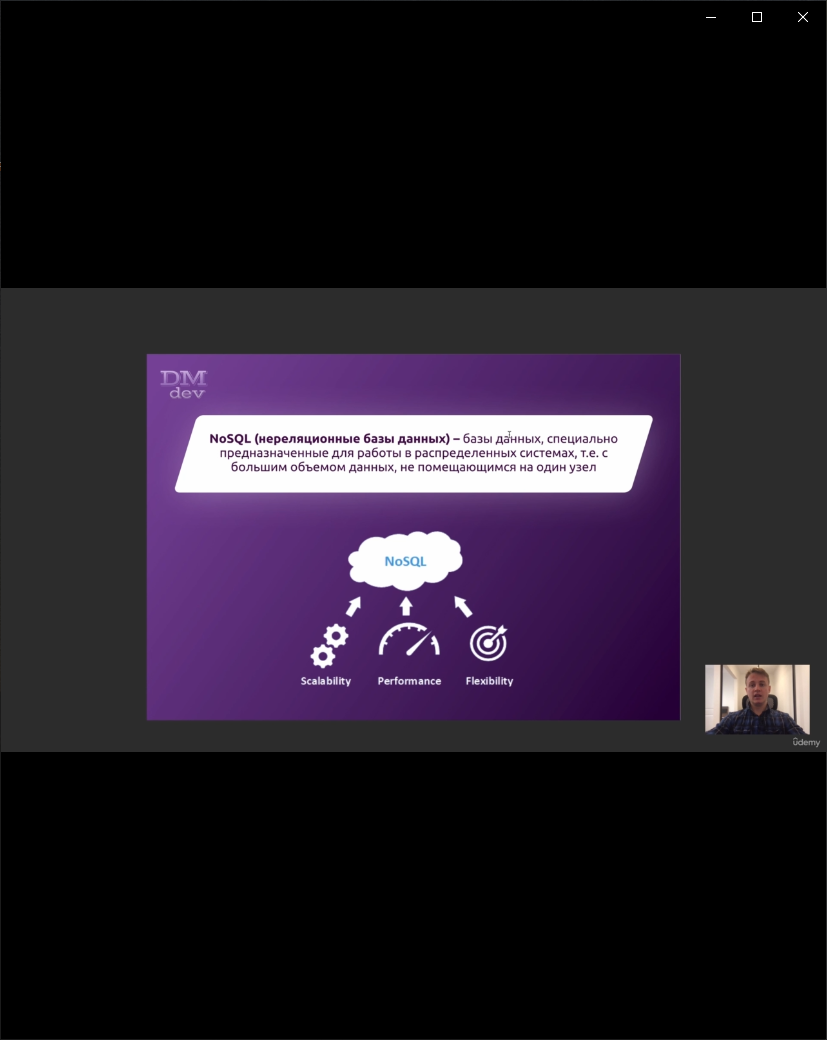 DM
dev
NoSQL (нереляционные базы данных) – базы данных, специально
предназначенные для работы в распределенных системах, т.е. с
большим объемом данных, не помещающимся на один узел
NoSQL
Scalability Performance Flexibility
ûdemy